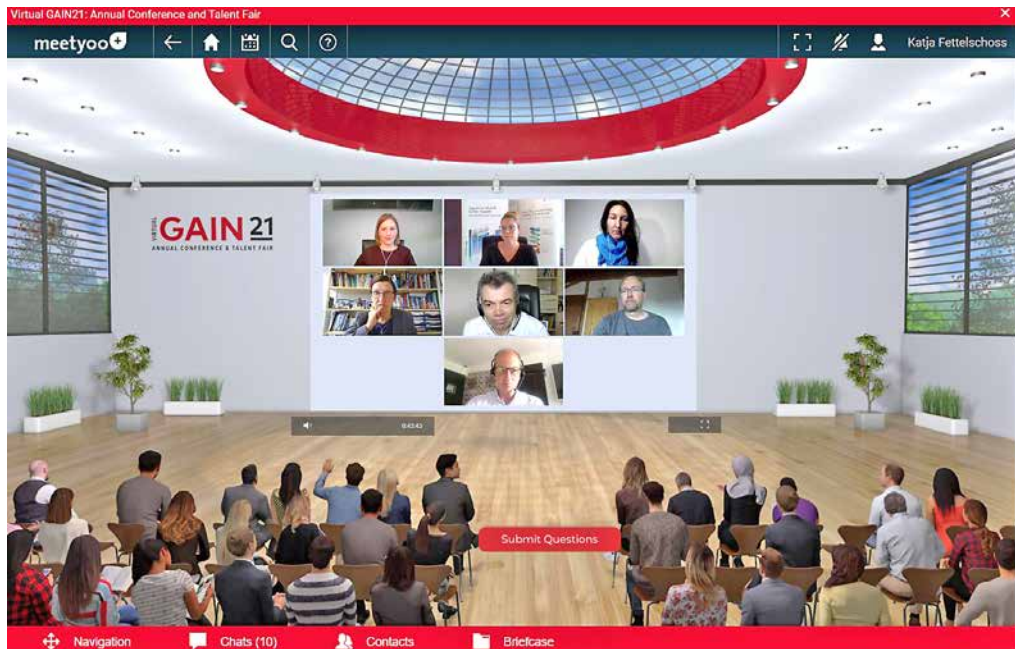 Virtual GAIN21: Annual Conference and Talent Fair
meetyoo
Katja Fettelschoss
VIRTUAL
GAIN 21
ANNUAL CONFERENCE & TALENT FAIR
0:43:43
Submit Questions
Navigation
Chats (10)
Contacts
Briefcase